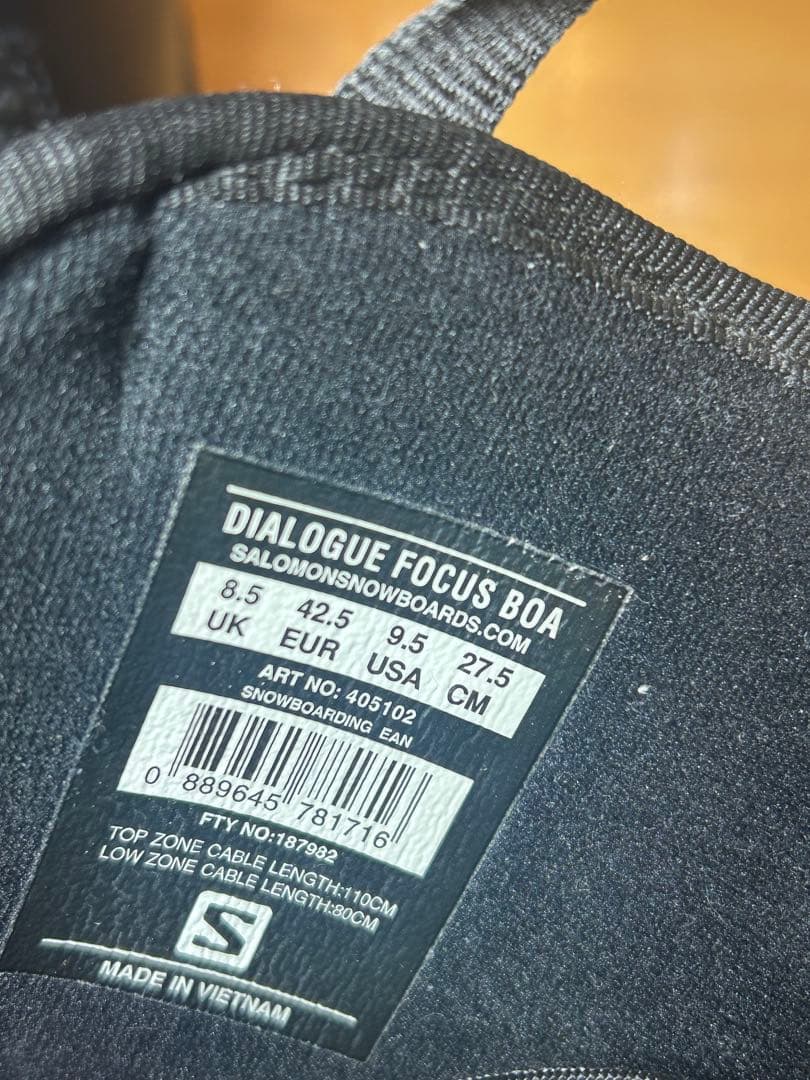 DIALOGUE FOCUS BOA
SALOMONSNOWBOARDS.COM
8.5 42.5 9.5 27.5
UK EUR USA CM
ART NO: 405102
SNOWBOARDING EAN
0 889645 781716
FTY NO:187982
TOP ZONE CABLE LENGTH:110CM
LOW ZONE CABLE LENGTH:80CM
S
MADE IN VIETNAM